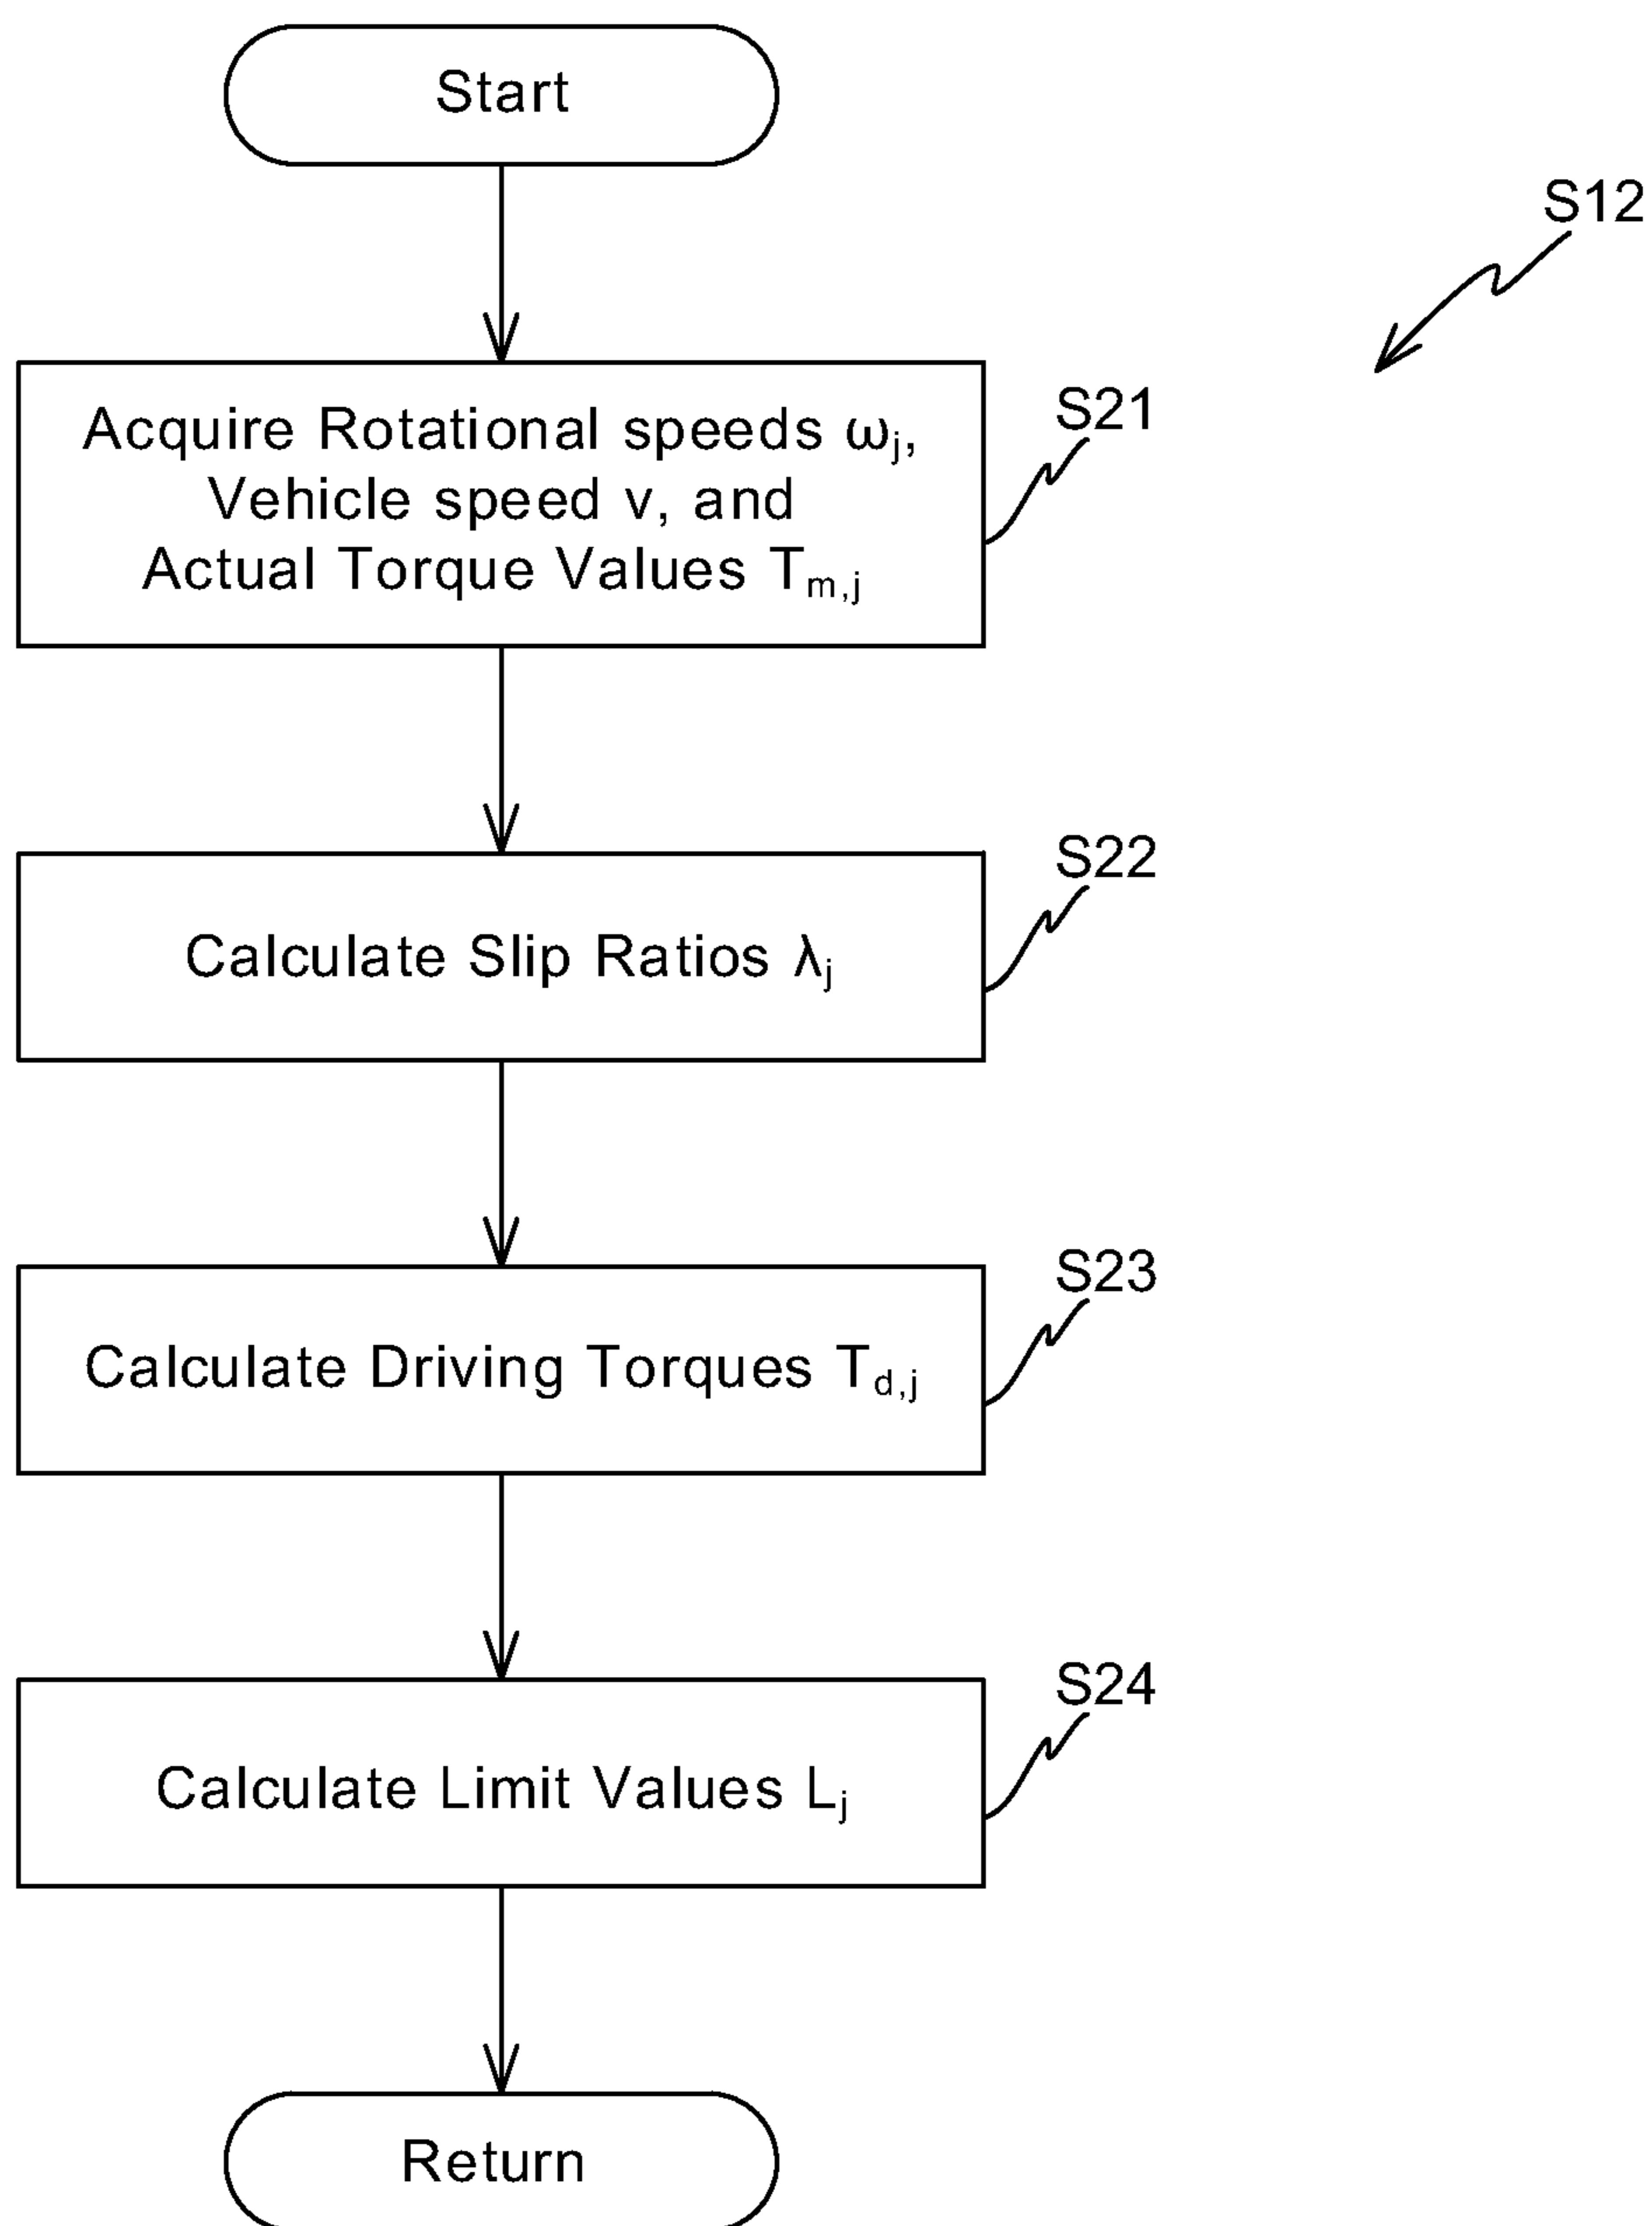 Start
S12
Acquire Rotational speeds ωj,
Vehicle speed v, and
Actual Torque Values Tm,j
S21
Calculate Slip Ratios λj
S22
Calculate Driving Torques Td,j
S23
Calculate Limit Values Lj
S24
Return